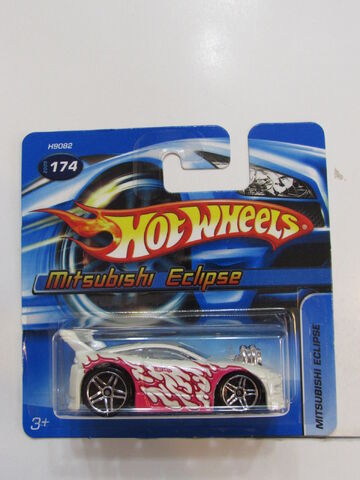 H9082
174
HOT WHEELS
Mitsubishi Eclipse
MITSUBISHI ECLIPSE
3+